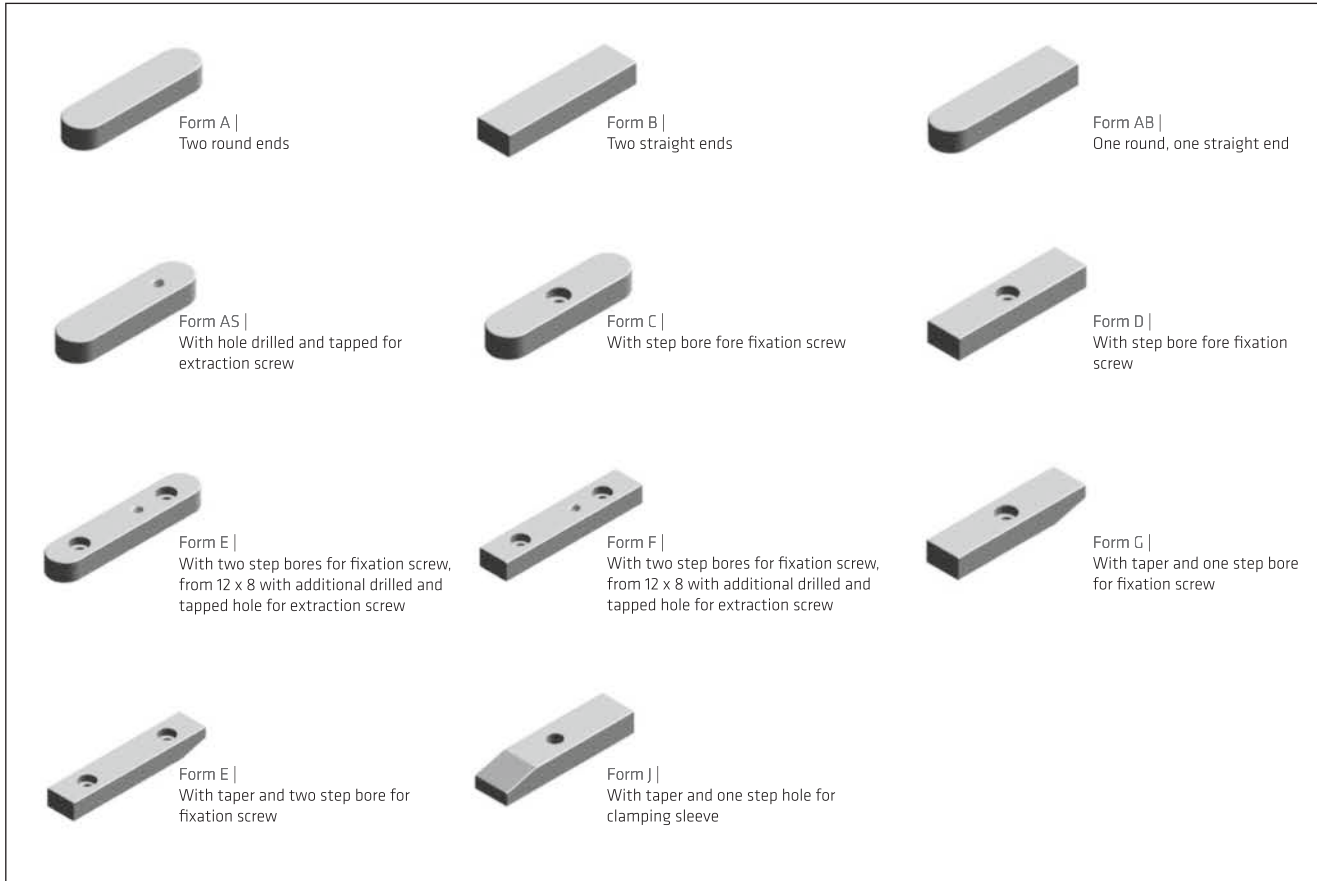 Form A |
Two round ends
Form B |
Two straight ends
Form AB |
One round, one straight end
Form AS |
With hole drilled and tapped for
extraction screw
Form C |
With step bore fore fixation screw
Form D |
With step bore fore fixation
screw
Form E |
With two step bores for fixation screw,
from 12 x 8 with additional drilled and
tapped hole for extraction screw
Form F |
With two step bores for fixation screw,
from 12 x 8 with additional drilled and
tapped hole for extraction screw
Form G |
With taper and one step bore
for fixation screw
Form E |
With taper and two step bore for
fixation screw
Form J |
With taper and one step hole for
clamping sleeve